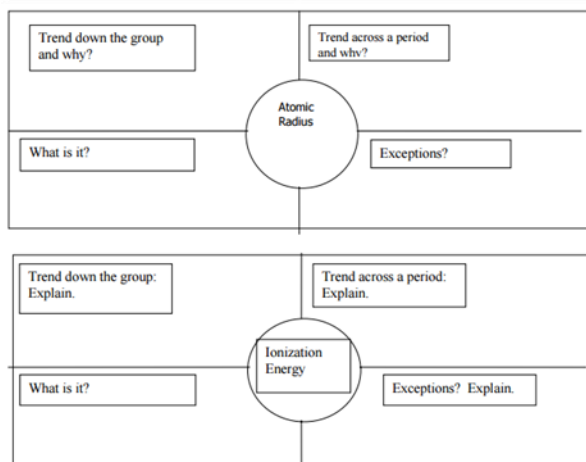 Trend down the group
and why?
Trend across a period
and why?
Atomic
Radius
What is it?
Exceptions?
Trend down the group:
Explain.
Trend across a period:
Explain.
Ionization
Energy
What is it?
Exceptions? Explain.